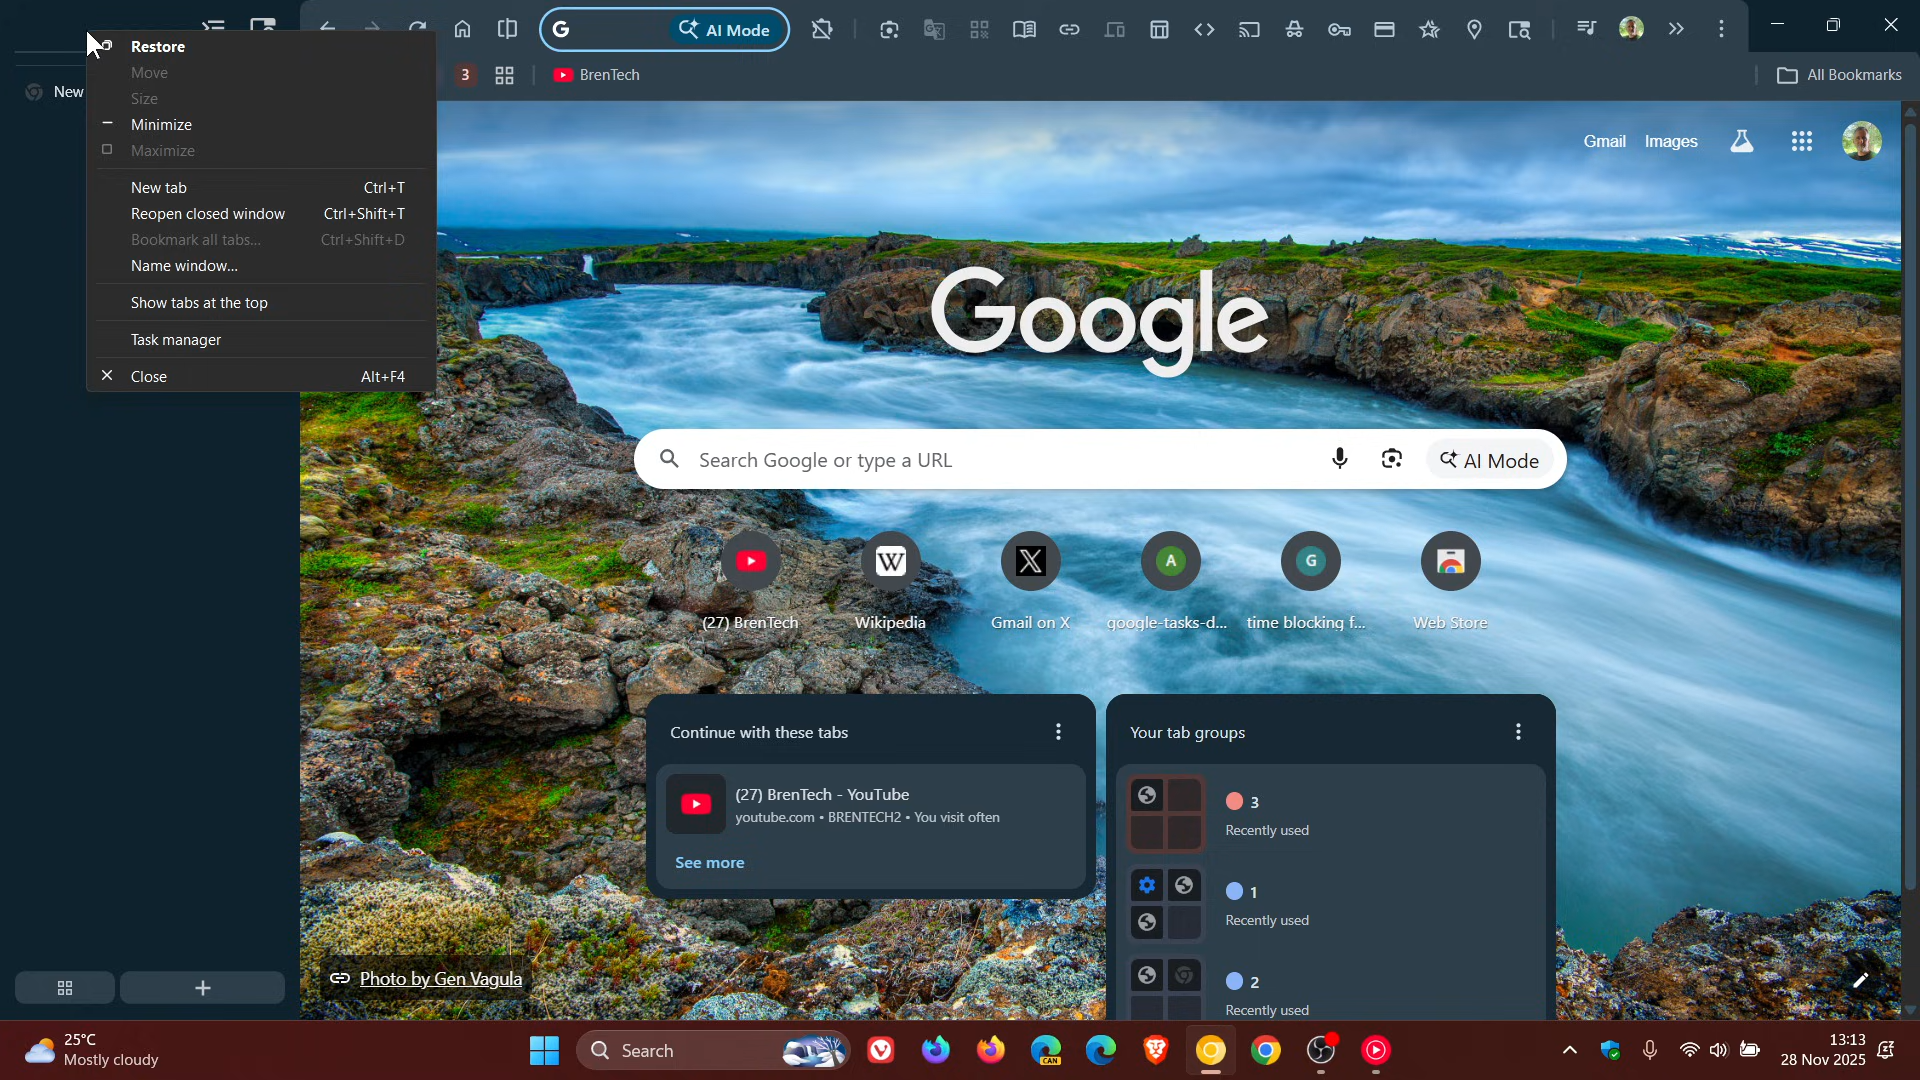 AI Mode
3
BrenTech
All Bookmarks
New
Restore
Move
Size
Minimize
Maximize
New tab Ctrl+T
Reopen closed window Ctrl+Shift+T
Bookmark all tabs... Ctrl+Shift+D
Name window...
Show tabs at the top
Task manager
Close Alt+F4
Gmail Images
Google
Search Google or type a URL
AI Mode
(27) BrenTech
Wikipedia
Gmail on X
google-tasks-d...
time blocking f...
Web Store
Continue with these tabs
(27) BrenTech - YouTube
youtube.com • BRENTECH2 • You visit often
See more
Your tab groups
3
Recently used
1
Recently used
2
Recently used
Photo by Gen Vagula
25°C
Mostly cloudy
Search
CAN
13:13
28 Nov 2025